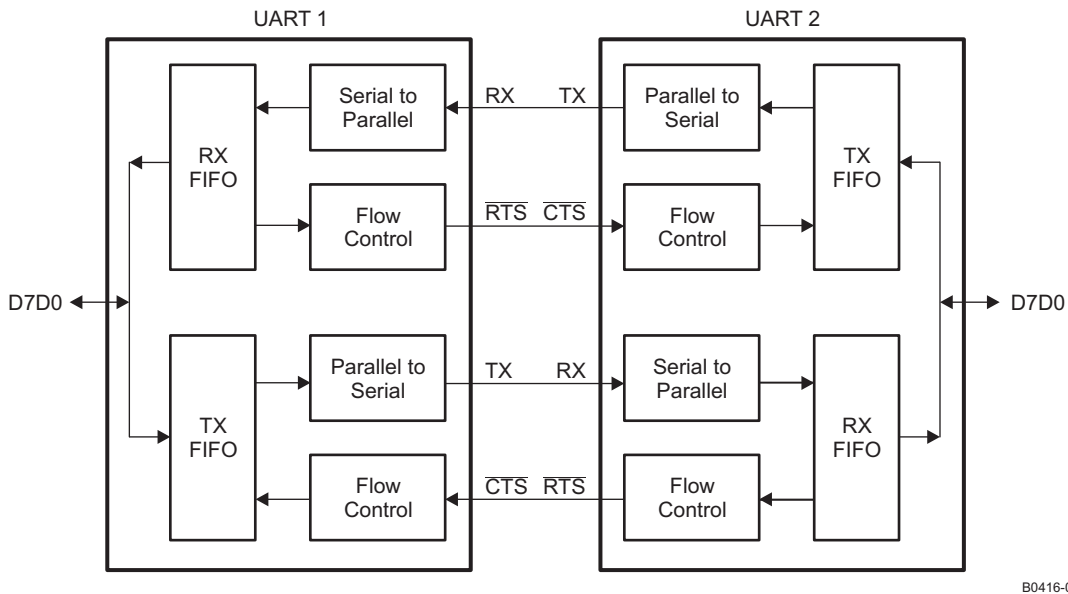 UART 1
UART 2
Serial to
Parallel
RX
TX
Parallel to
Serial
RX
FIFO
TX
FIFO
Flow
Control
RTS
CTS
Flow
Control
D7D0
D7D0
Parallel to
Serial
TX
RX
Serial to
Parallel
TX
FIFO
RX
FIFO
Flow
Control
CTS
RTS
Flow
Control